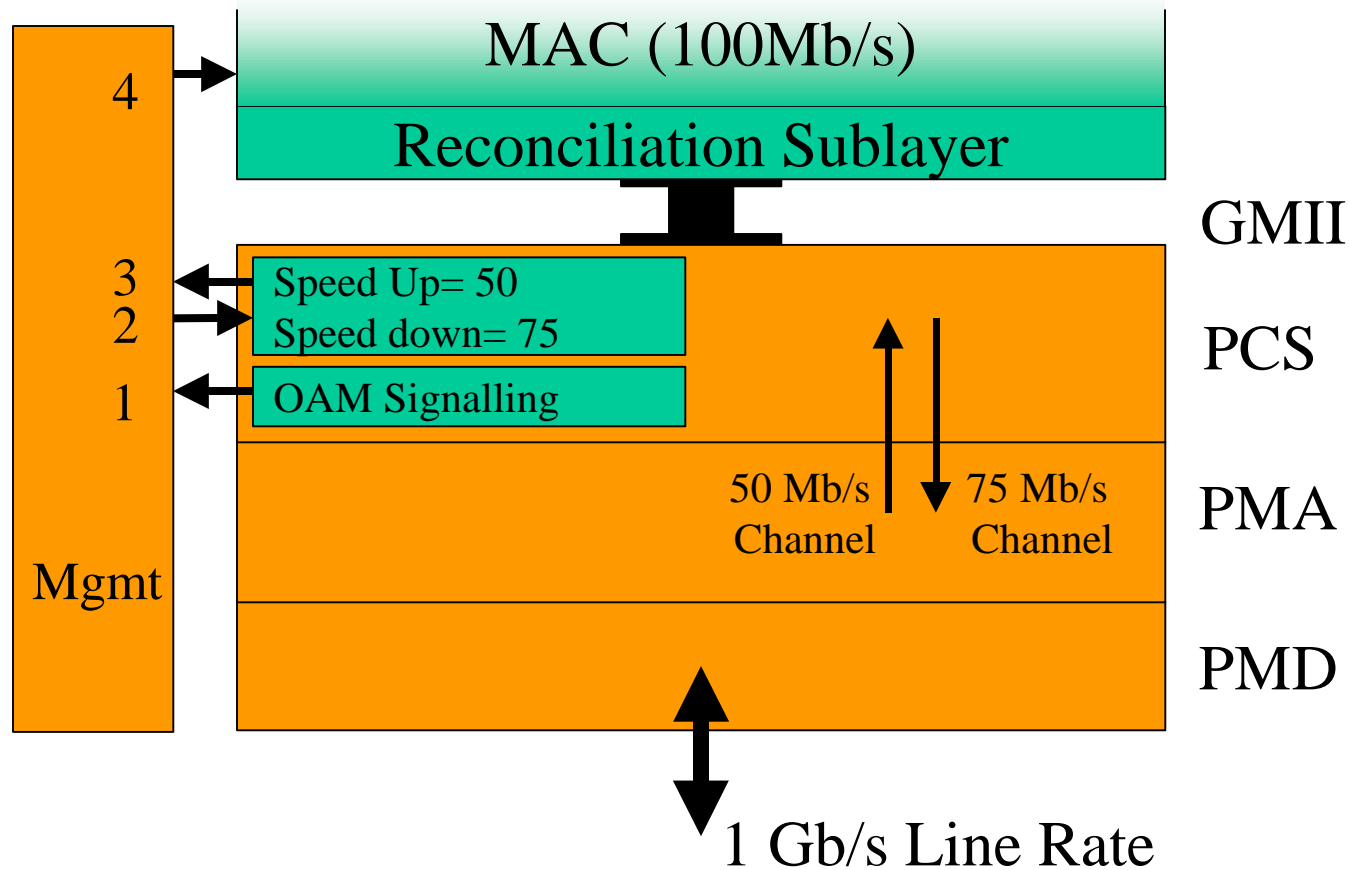 MAC (100Mb/s)
4
Reconciliation Sublayer
GMII
3
Speed Up= 50
2
Speed down= 75
PCS
1
OAM Signalling
50 Mb/s
Channel
75 Mb/s
Channel
PMA
Mgmt
PMD
1 Gb/s Line Rate